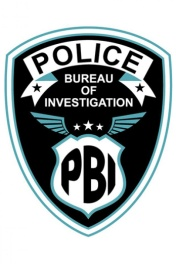 POLICE
BUREAU
OF
INVESTIGATION
PBI